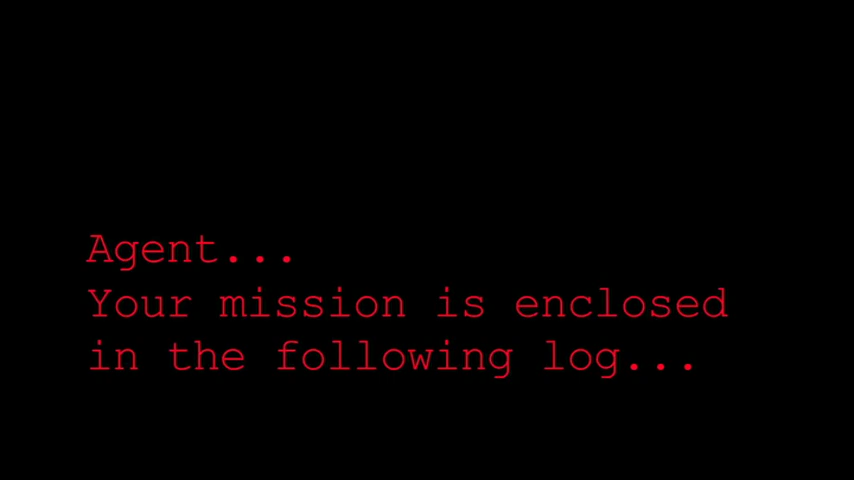 Agent...
Your mission is enclosed
in the following log...